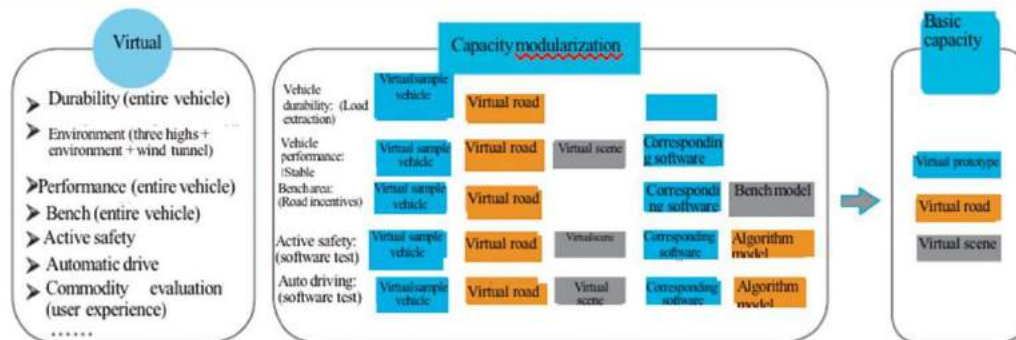 Virtual
Durability (entire vehicle)
Environment (three highs +
environment + wind tunnel)
Performance (entire vehicle)
Bench (entire vehicle)
Active safety
Automatic drive
Commodity evaluation
(user experience)
......
Capacity modularization
Vehicle
durability: (Load
extraction)
Virtual sample
vehicle
Virtual road
Vehicle
performance:
!Stable
Virtual sample
vehicle
Virtual road
Virtual scene
Correspondin
g software
Bench area:
(Road incentives)
Virtual sample
vehicle
Virtual road
Correspondi
ng software
Bench model
Active safety:
(software test)
Virtual sample
vehicle
Virtual road
Virtual scene
Corresponding
software
Algorithm
model
Auto driving:
(software test)
Virtual sample
vehicle
Virtual road
Virtual
scene
Corresponding
software
Algorithm
model
Basic
capacity
Virtual prototype
Virtual road
Virtual scene